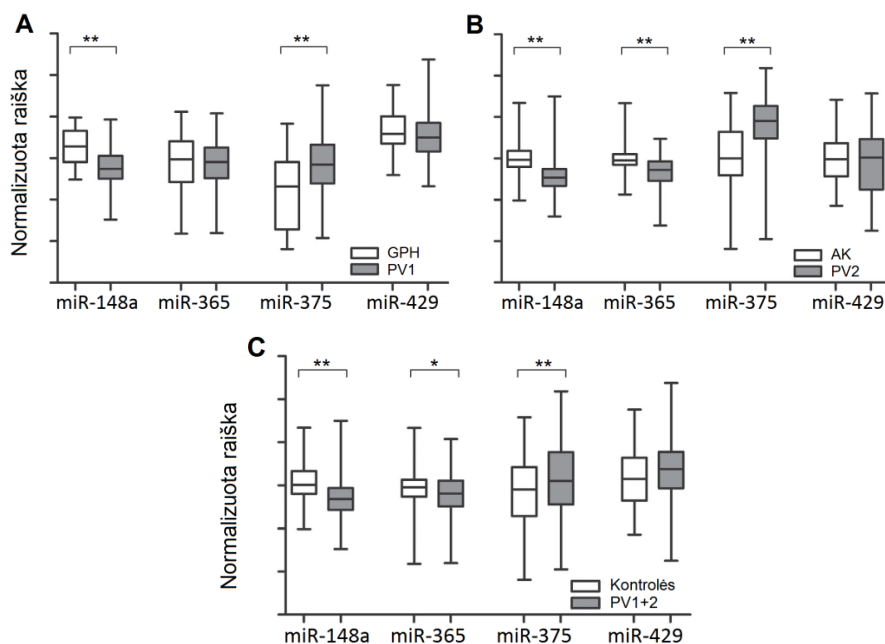 A
Normalizuota raiška
** **
GPH
PV1
miR-148a miR-365 miR-375 miR-429
B
** ** **
AK
PV2
miR-148a miR-365 miR-375 miR-429
C
Normalizuota raiška
** * **
Kontrolės
PV1+2
miR-148a miR-365 miR-375 miR-429